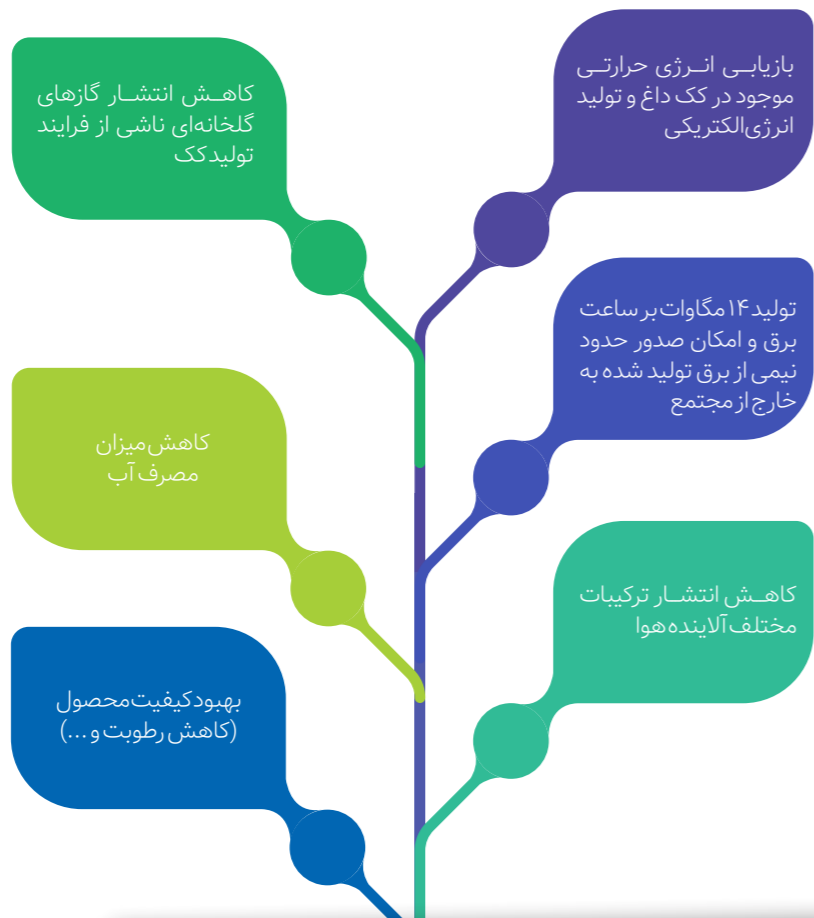 بازیابی انرژی حرارتی
موجود در کک داغ و تولید
انرژی‌الکتریکی
کاهش انتشار گازهای
گلخانه‌ای ناشی از فرایند
تولید کک
تولید ۱۴ مگاوات بر ساعت
برق و امکان صدور حدود
نیمی از برق تولید شده به
خارج از مجتمع
کاهش میزان
مصرف آب
کاهش انتشار ترکیبات
مختلف آلاینده هوا
بهبود کیفیت محصول
(کاهش رطوبت و ...)